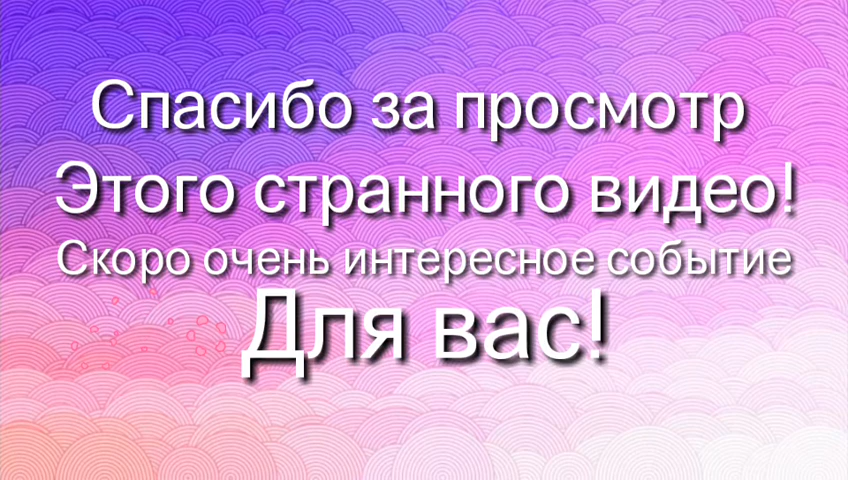 Спасибо за просмотр
Этого странного видео!
Скоро очень интересное событие
Для вас!